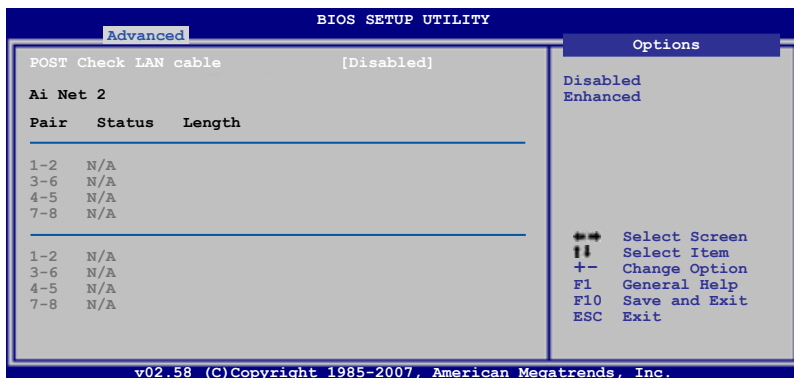 BIOS SETUP UTILITY
Advanced
POST Check LAN cable [Disabled]
Ai Net 2
Pair Status Length
1-2 N/A
3-6 N/A
4-5 N/A
7-8 N/A
1-2 N/A
3-6 N/A
4-5 N/A
7-8 N/A
Options
Disabled
Enhanced
Select Screen
Select Item
+- Change Option
F1 General Help
F10 Save and Exit
ESC Exit
v02.58 (C)Copyright 1985-2007, American Megatrends, Inc.